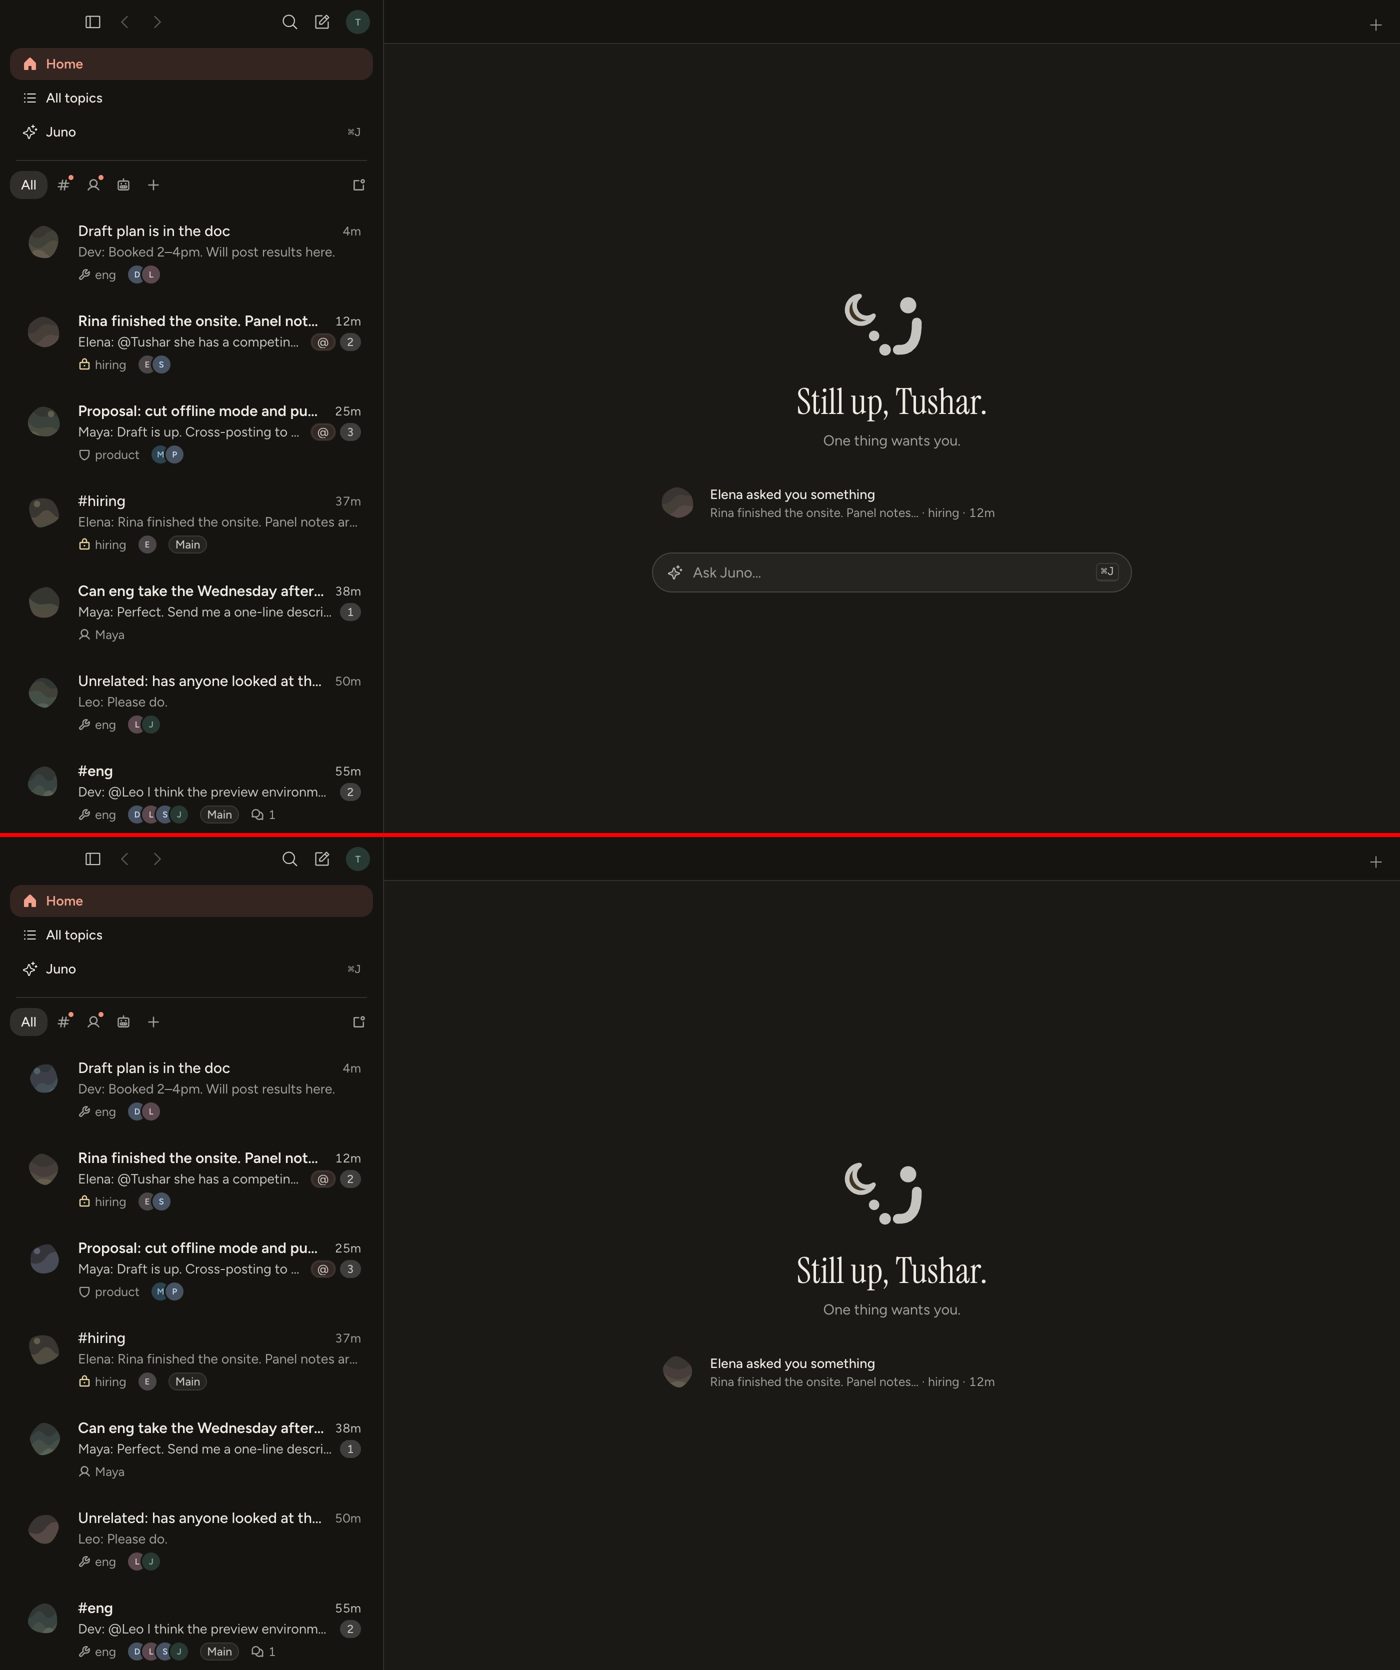 T
Home
All topics
Juno ⌘J
All
Draft plan is in the doc 4m
Dev: Booked 2–4pm. Will post results here.
eng D L
Rina finished the onsite. Panel not... 12m
Elena: @Tushar she has a competin... @ 2
hiring E S
Proposal: cut offline mode and pu... 25m
Maya: Draft is up. Cross-posting to ... @ 3
product M P
#hiring 37m
Elena: Rina finished the onsite. Panel notes ar...
hiring E Main
Can eng take the Wednesday after... 38m
Maya: Perfect. Send me a one-line descri... 1
Maya
Unrelated: has anyone looked at th... 50m
Leo: Please do.
eng L J
#eng 55m
Dev: @Leo I think the preview environm... 2
eng D L S J Main 1
Still up, Tushar.
One thing wants you.
Elena asked you something
Rina finished the onsite. Panel notes... · hiring · 12m
Ask Juno... ⌘J
T
Home
All topics
Juno ⌘J
All
Draft plan is in the doc 4m
Dev: Booked 2–4pm. Will post results here.
eng D L
Rina finished the onsite. Panel not... 12m
Elena: @Tushar she has a competin... @ 2
hiring E S
Proposal: cut offline mode and pu... 25m
Maya: Draft is up. Cross-posting to ... @ 3
product M P
#hiring 37m
Elena: Rina finished the onsite. Panel notes ar...
hiring E Main
Can eng take the Wednesday after... 38m
Maya: Perfect. Send me a one-line descri... 1
Maya
Unrelated: has anyone looked at th... 50m
Leo: Please do.
eng L J
#eng 55m
Dev: @Leo I think the preview environm... 2
eng D L S J Main 1
Still up, Tushar.
One thing wants you.
Elena asked you something
Rina finished the onsite. Panel notes... · hiring · 12m